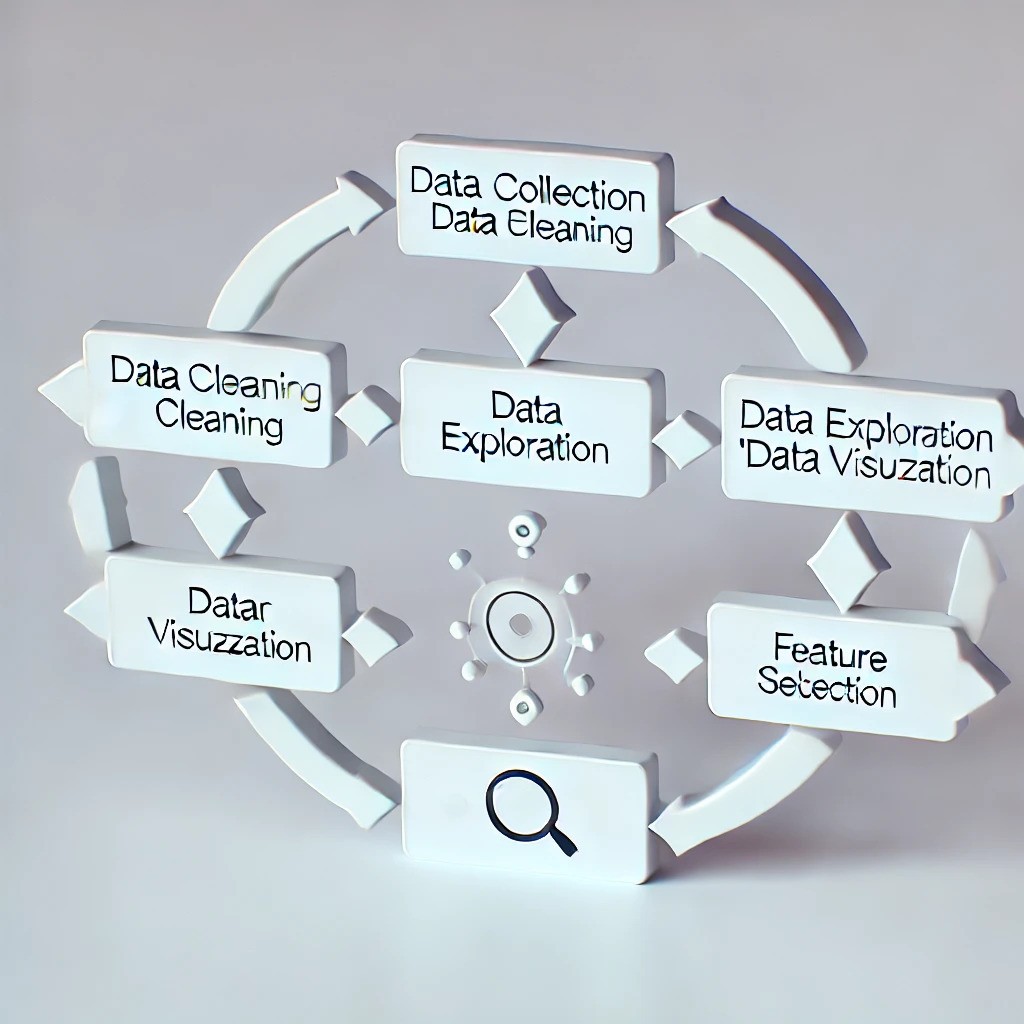 Data Collection
Data Eleaning
Data Cleaning
Cleaning
Data
Exploration
Data Exploration
'Data Visuzation
Datar
Visuzzation
Feature
Setection